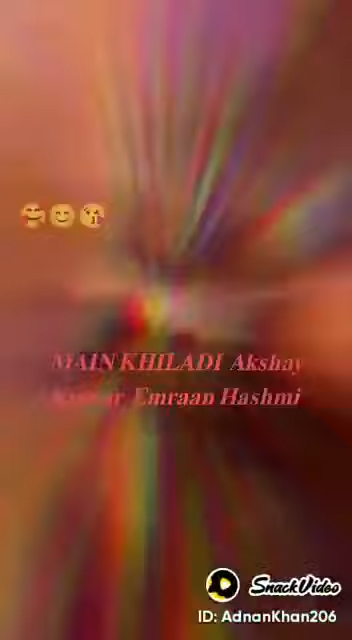 🥰😊😘
MAIN KHILADI Akshay
Emraan Hashmi
SnackVideo
ID: AdnanKhan206